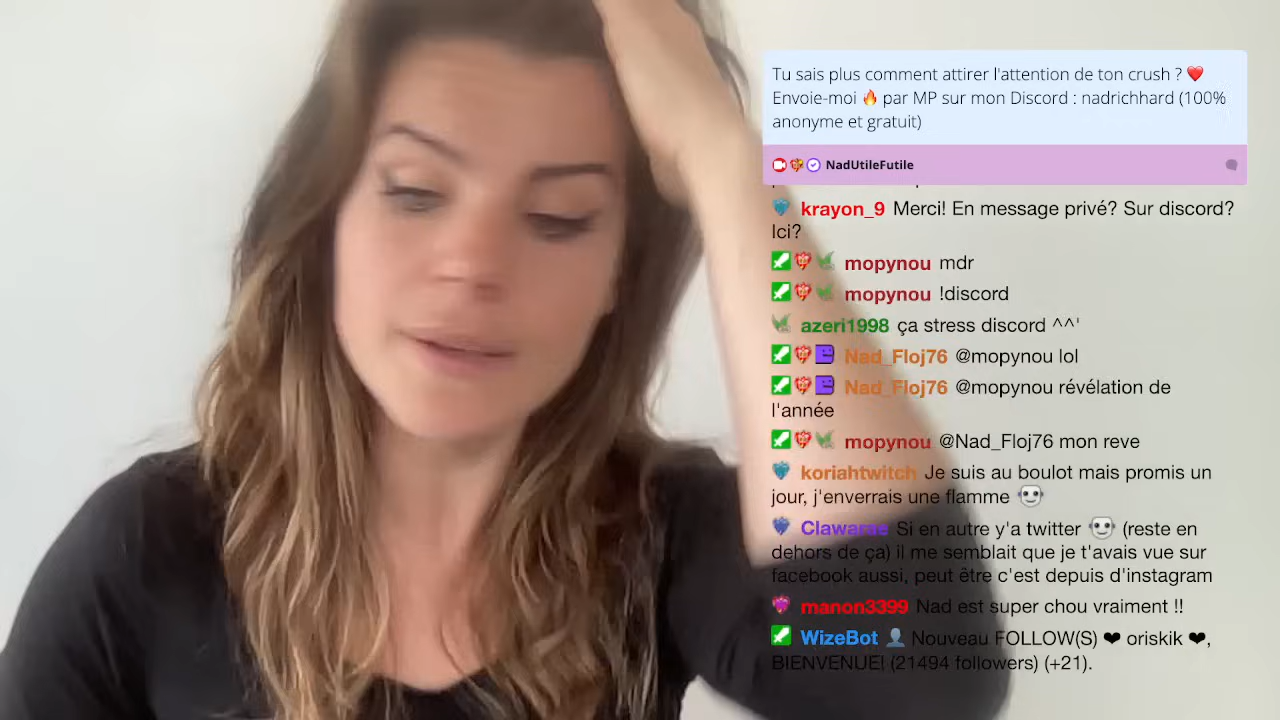 Tu sais plus comment attirer l'attention de ton crush ? ❤️
Envoie-moi 🔥 par MP sur mon Discord : nadrichhard (100%
anonyme et gratuit)
NadUtileFutile
krayon_9 Merci! En message privé? Sur discord?
Ici?
mopynou mdr
mopynou !discord
azeri1998 ça stress discord ^^'
Nad_Floj76 @mopynou lol
Nad_Floj76 @mopynou révélation de
l'année
mopynou @Nad_Floj76 mon reve
koriahtwitch Je suis au boulot mais promis un
jour, j'enverrais une flamme
Clawarae Si en autre y'a twitter (reste en
dehors de ça) il me semblait que je t'avais vue sur
facebook aussi, peut être c'est depuis d'instagram
manon3399 Nad est super chou vraiment !!
WizeBot 👤 Nouveau FOLLOW(S) ❤ oriskik ❤,
BIENVENUE! (21494 followers) (+21).